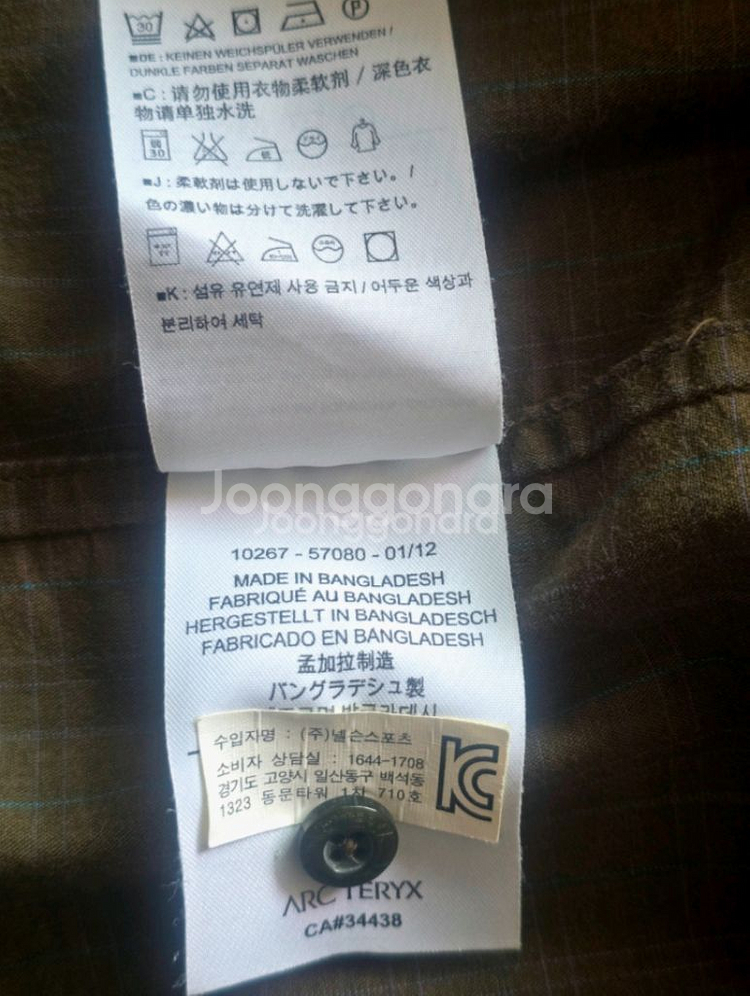 30
P
■DE : KEINEN WEICHSPÜLER VERWENDEN /
DUNKLE FARBEN SEPARAT WASCHEN
■C : 请勿使用衣物柔软剂 / 深色衣
物请单独水洗
30
■J : 柔軟剤は使用しないで下さい。 /
色の濃い物は分けて洗濯して下さい。
■K : 섬유 유연제 사용 금지 / 어두운 색상과
분리하여 세탁
Joonggonara
Joonggonara
10267 - 57080 - 01/12
MADE IN BANGLADESH
FABRIQUÉ AU BANGLADESH
HERGESTELLT IN BANGLADESCH
FABRICADO EN BANGLADESH
孟加拉制造
バングラデシュ製
방글라데시
수입자명 : (주)넬슨스포츠
소비자 상담실 : 1644-1708
경기도 고양시 일산동구 백석동
1323 동문타워 1차 710호
KC
ARC'TERYX
CA#34438